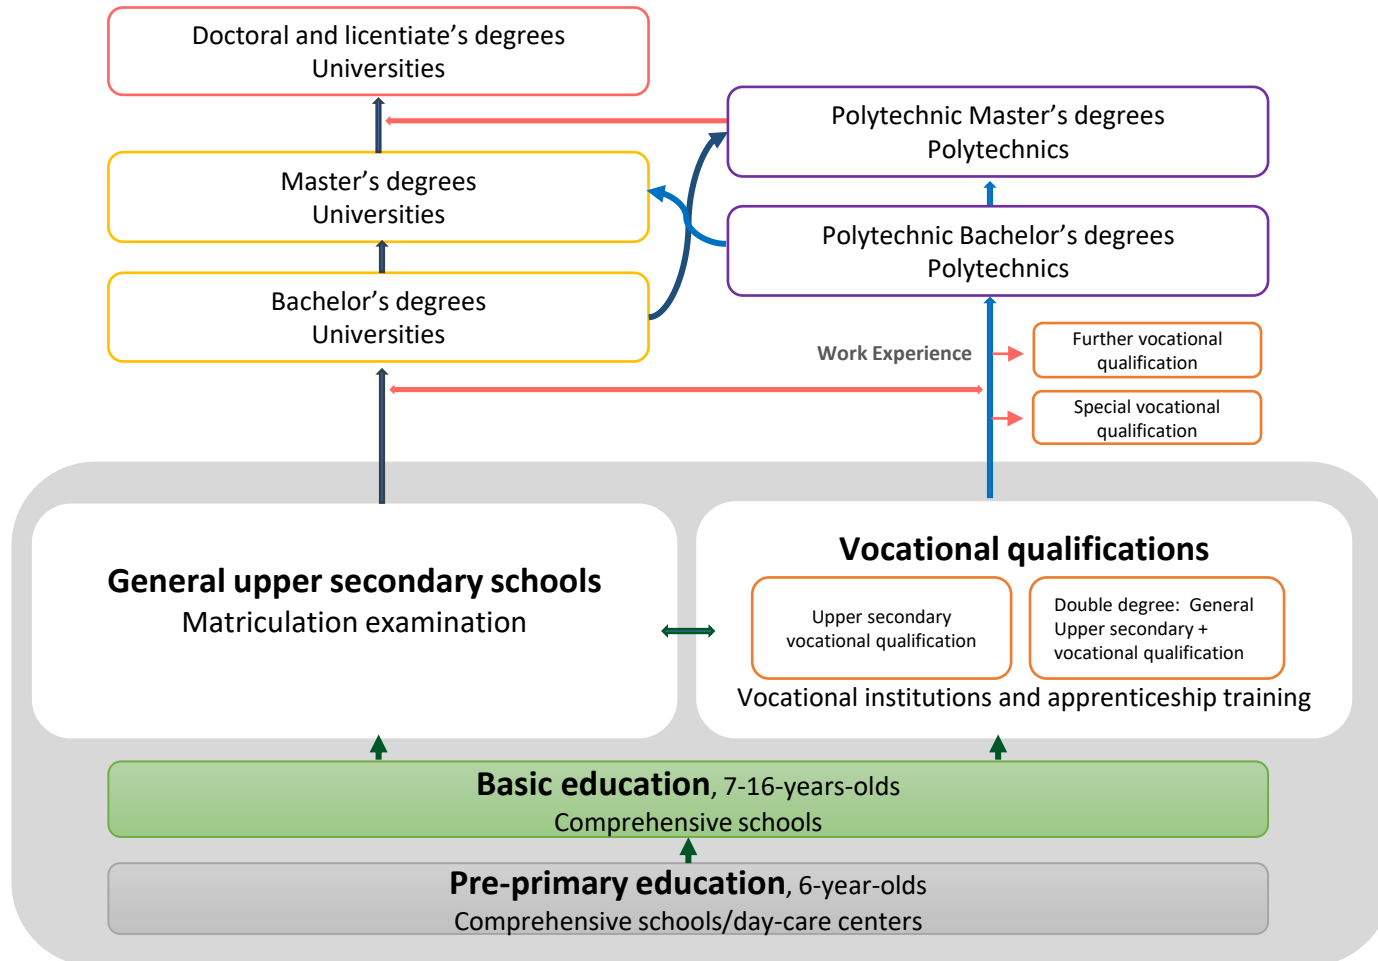 Doctoral and licentiate's degrees
Universities
Polytechnic Master's degrees
Polytechnics
Master's degrees
Universities
Polytechnic Bachelor's degrees
Polytechnics
Bachelor's degrees
Universities
Work Experience
Further vocational
qualification
Special vocational
qualification
General upper secondary schools
Matriculation examination
Vocational qualifications
Upper secondary
vocational qualification
Double degree: General
Upper secondary +
vocational qualification
Vocational institutions and apprenticeship training
Basic education, 7-16-years-olds
Comprehensive schools
Pre-primary education, 6-year-olds
Comprehensive schools/day-care centers